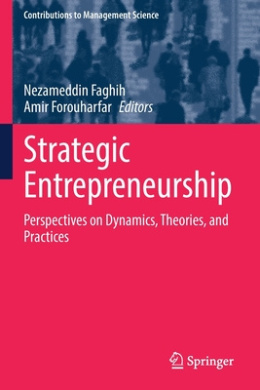 Contributions to Management Science
Nezameddin Faghih
Amir Forouharfar Editors
Strategic
Entrepreneurship
Perspectives on Dynamics, Theories, and
Practices
Springer